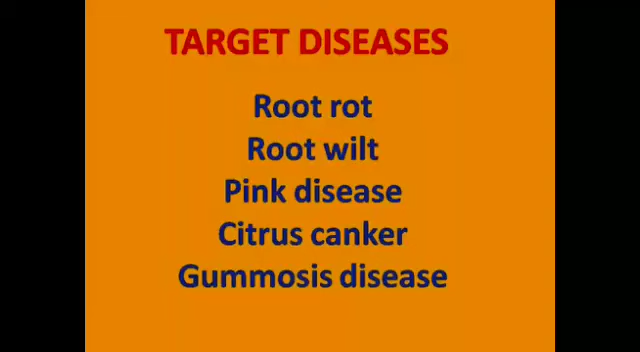 TARGET DISEASES
Root rot
Root wilt
Pink disease
Citrus canker
Gummosis disease